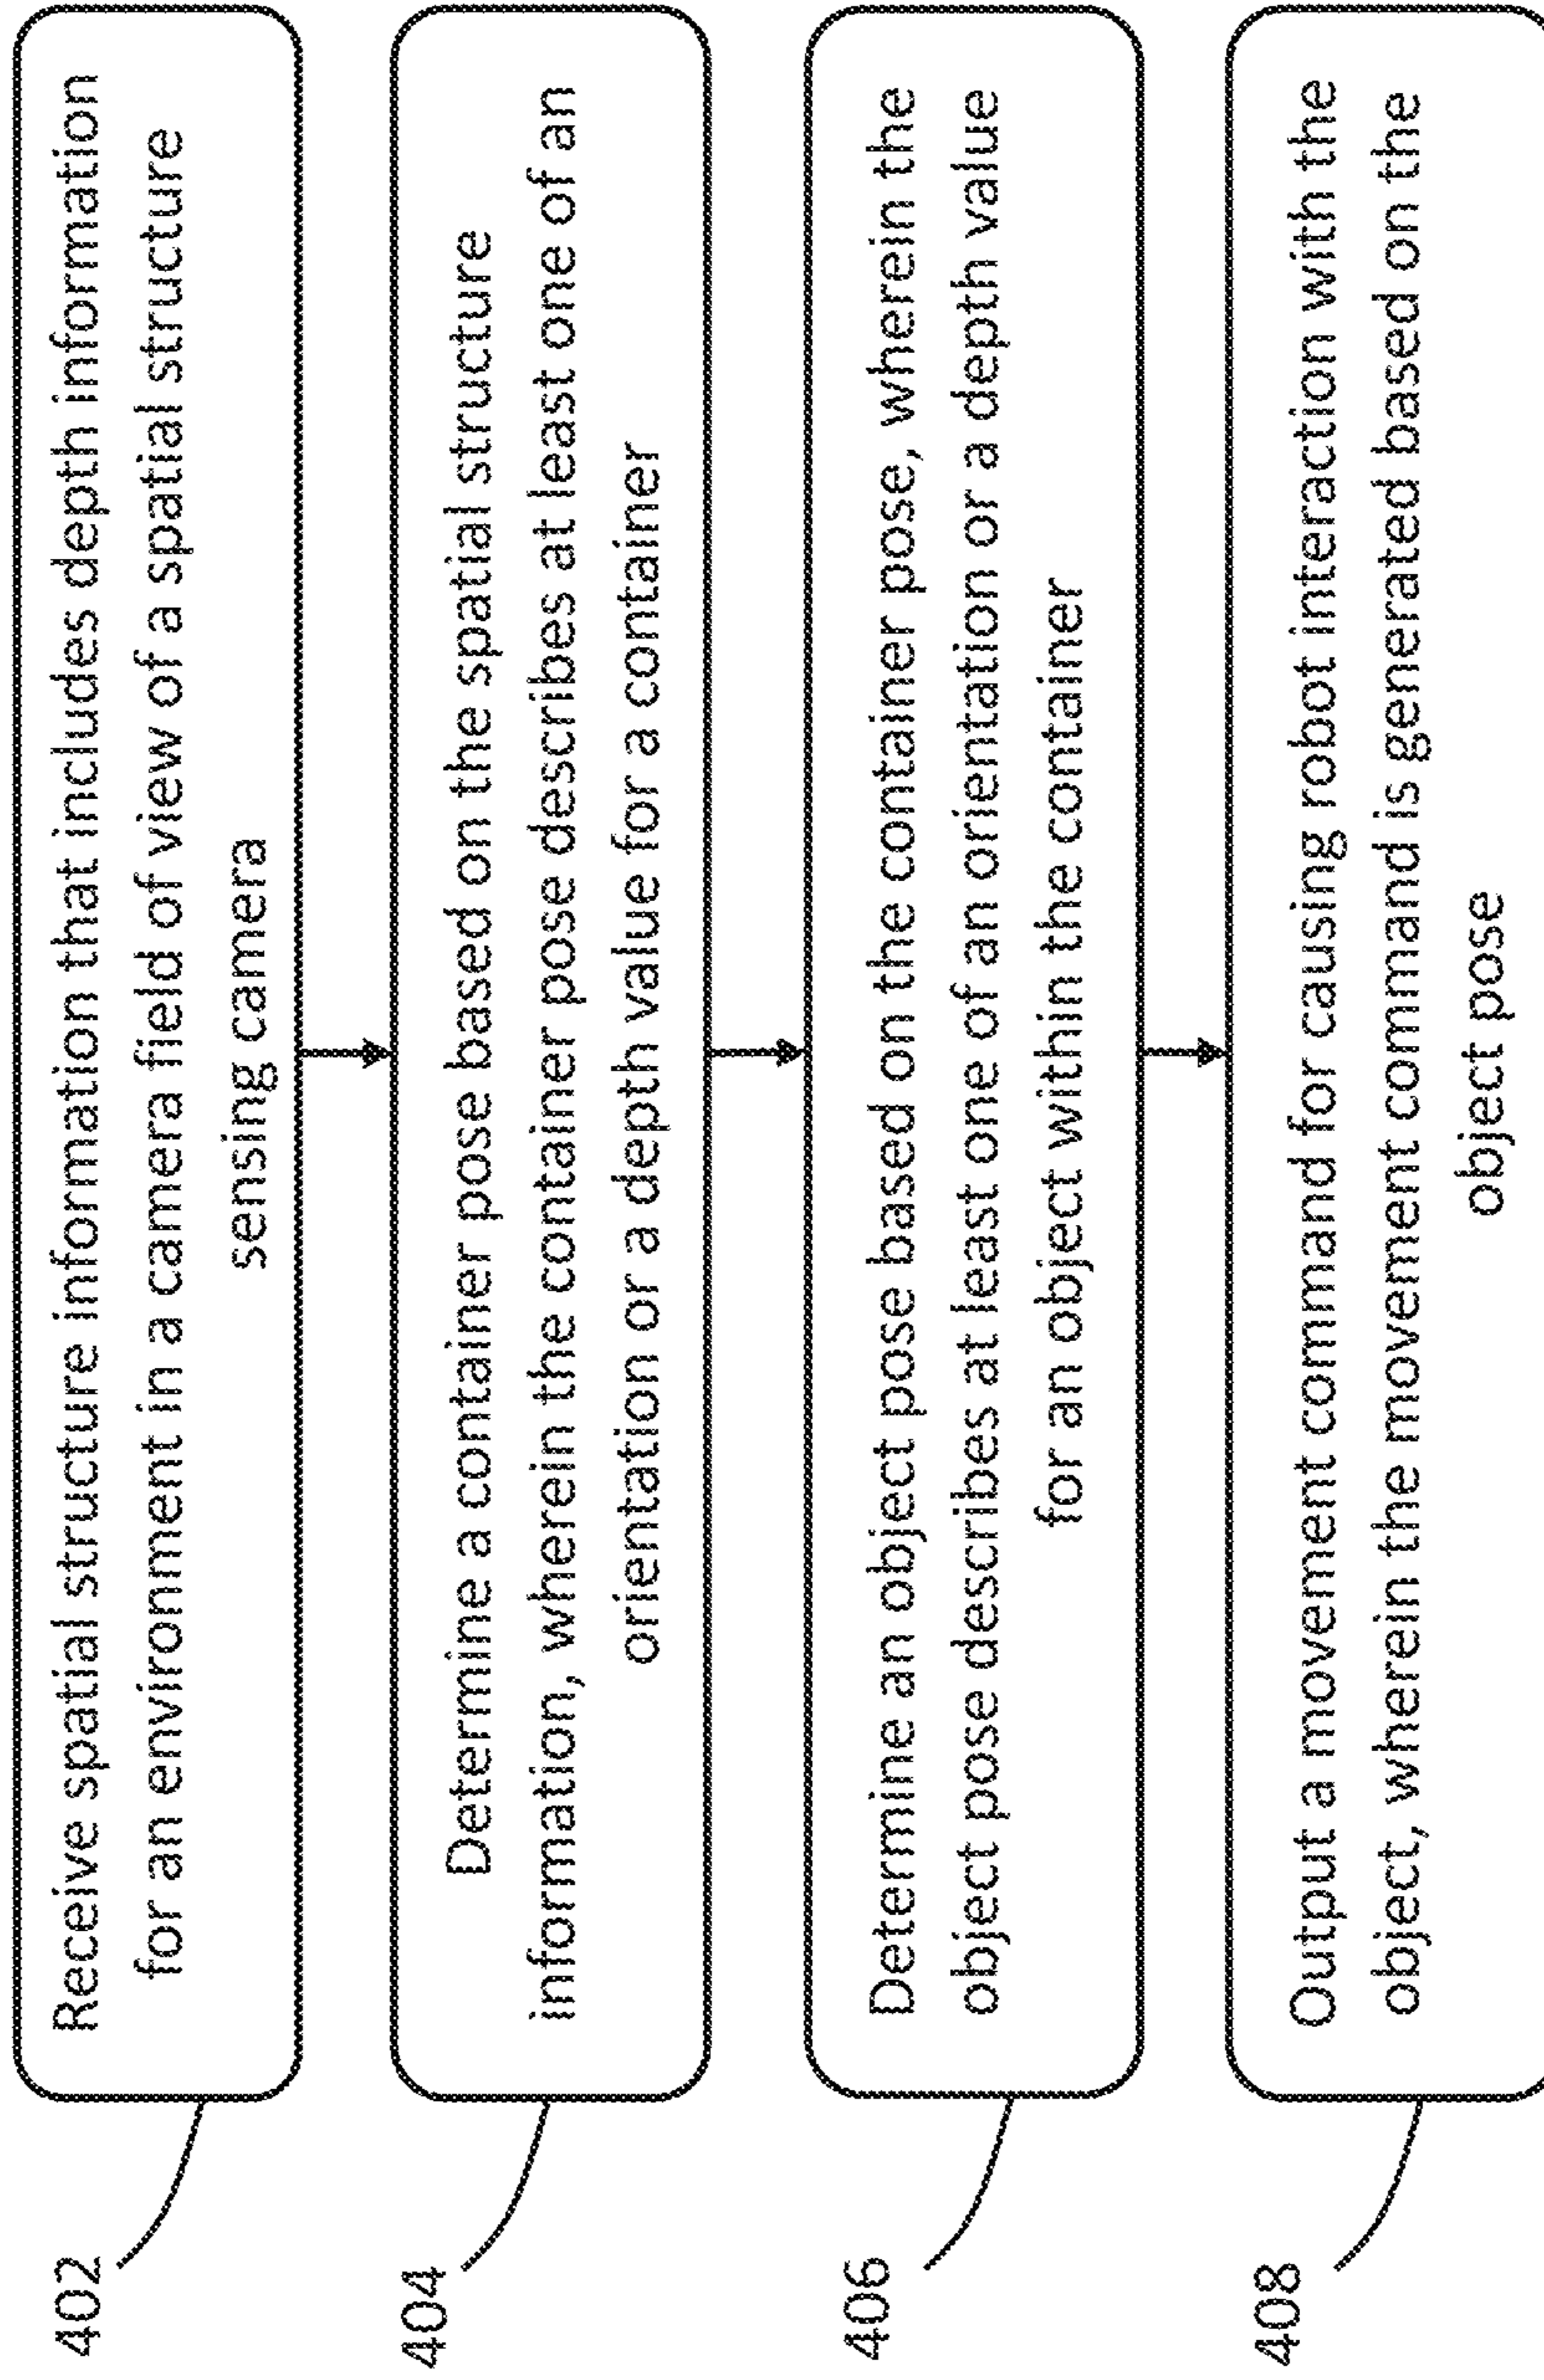 402
Receive spatial structure information that includes depth information
for an environment in a camera field of view of a spatial structure
sensing camera
404
Determine a container pose based on the spatial structure
information, wherein the container pose describes at least one of an
orientation or a depth value for a container
406
Determine an object pose based on the container pose, wherein the
object pose describes at least one of an orientation or a depth value
for an object within the container
408
Output a movement command for causing robot interaction with the
object, wherein the movement command is generated based on the
object pose